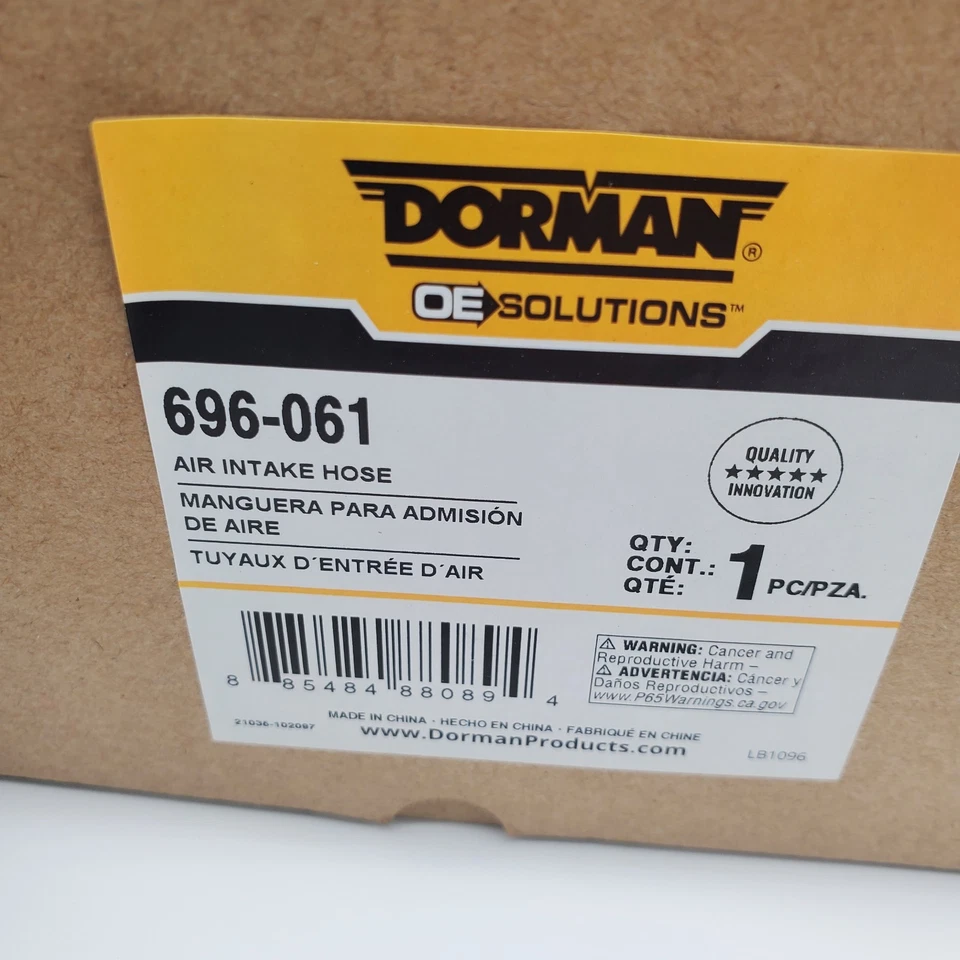 DORMAN®
OE SOLUTIONS™
696-061
AIR INTAKE HOSE
MANGUERA PARA ADMISIÓN
DE AIRE
TUYAUX D´ENTRÉE D´AIR
QUALITY
★★★★★
INNOVATION
QTY:
CONT.: 1 PC/PZA.
QTÉ:
⚠ WARNING: Cancer and
Reproductive Harm –
⚠ ADVERTENCIA: Cáncer y
Daños Reproductivos –
www.P65Warnings.ca.gov
8 85484 88089 4
MADE IN CHINA · HECHO EN CHINA · FABRIQUÉ EN CHINE
21036-102097
www.DormanProducts.com
LB1096